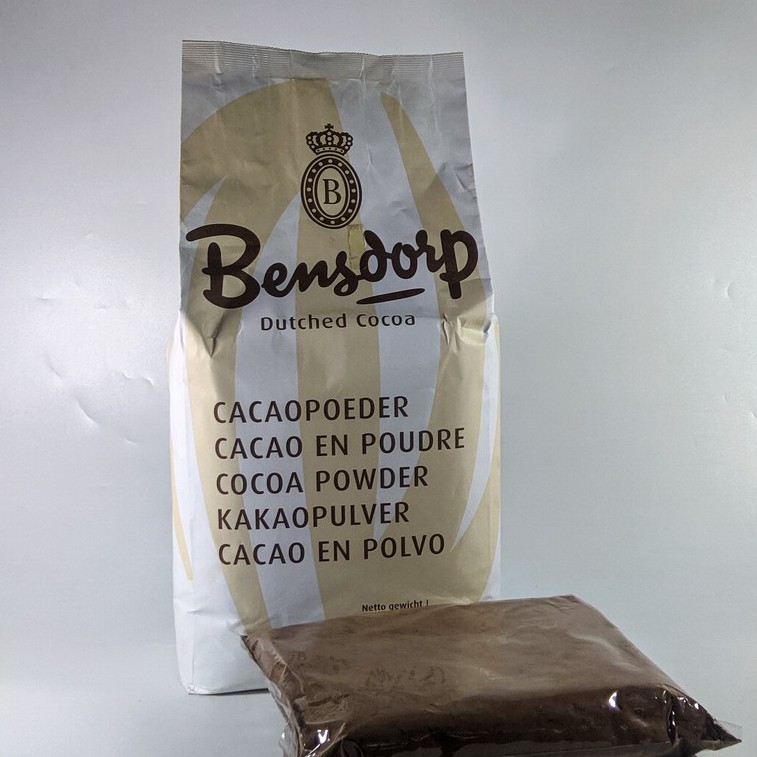 B
Bensdorp
Dutched Cocoa
CACAOPOEDER
CACAO EN POUDRE
COCOA POWDER
KAKAOPULVER
CACAO EN POLVO
Netto gewicht